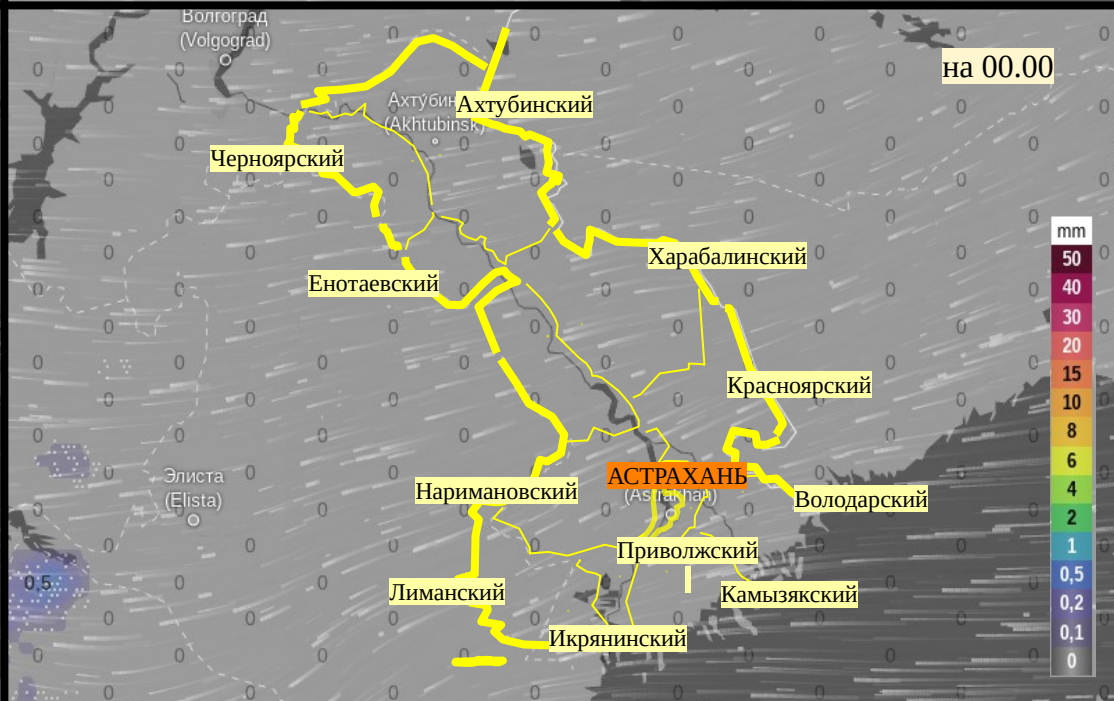 Волгоград
(Volgograd)
на 00.00
Ахту́бин
(Akhtubinsk)
Ахтубинский
Черноярский
Харабалинский
Енотаевский
Красноярский
Элиста
(Elista)
АСТРАХАНЬ
(Astrakhan)
Наримановский
Володарский
Приволжский
Лиманский
Камызякский
Икрянинский
0,5
mm
50
40
30
20
15
10
8
6
4
2
1
0,5
0,2
0,1
0